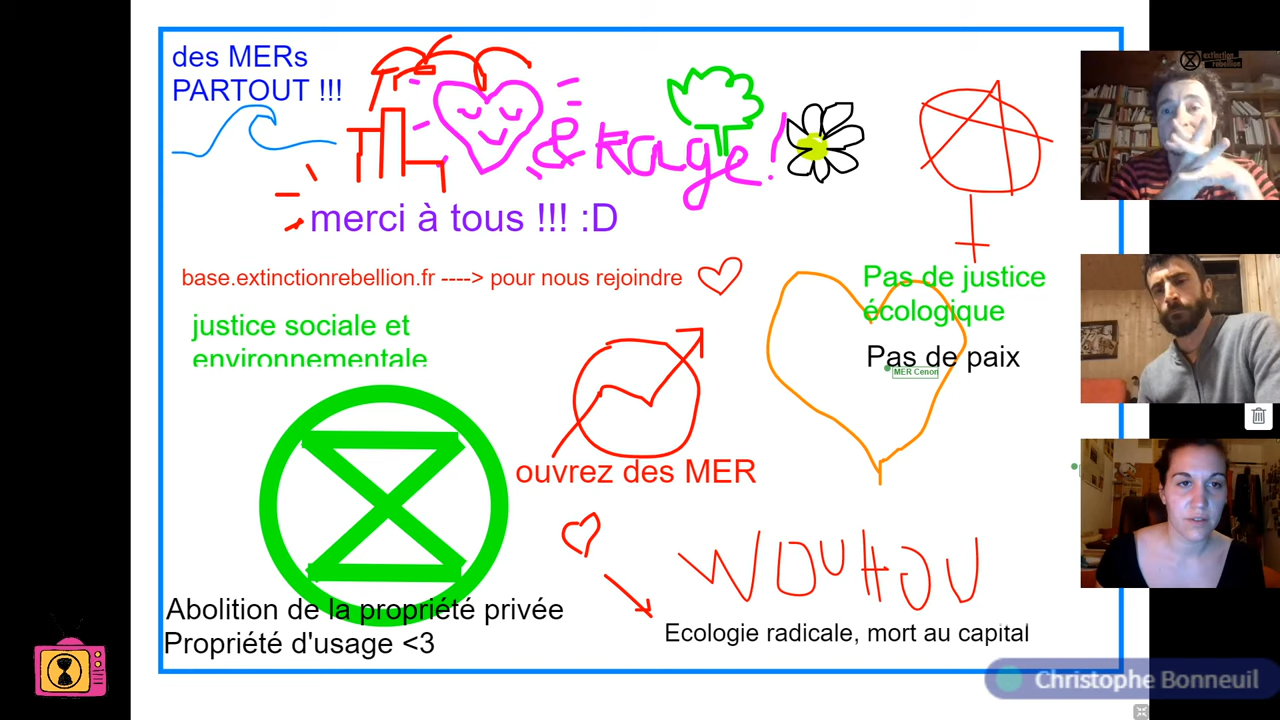 des MERs
PARTOUT !!!
& rage !
merci à tous !!! :D
base.extinctionrebellion.fr ----> pour nous rejoindre
justice sociale et
environnementale
Pas de justice
écologique
Pas de paix
MER Cenon
ouvrez des MER
WOUHOU
Abolition de la propriété privée
Propriété d'usage <3
Ecologie radicale, mort au capital
extinction
rebellion
Christophe Bonneuil